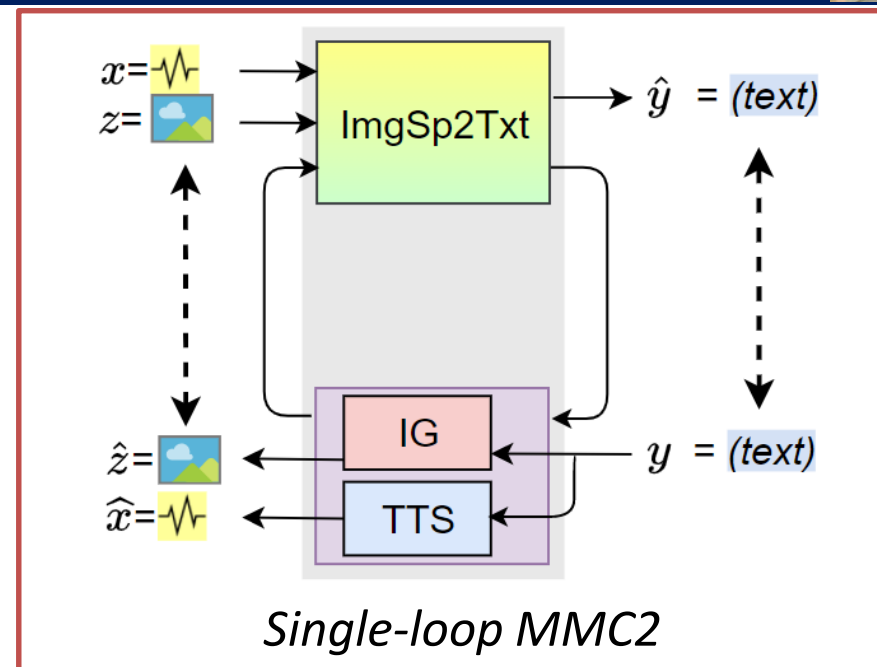 x=
z=
ImgSp2Txt
ŷ = (text)
IG
TTS
ẑ=
x̂=
y = (text)
Single-loop MMC2